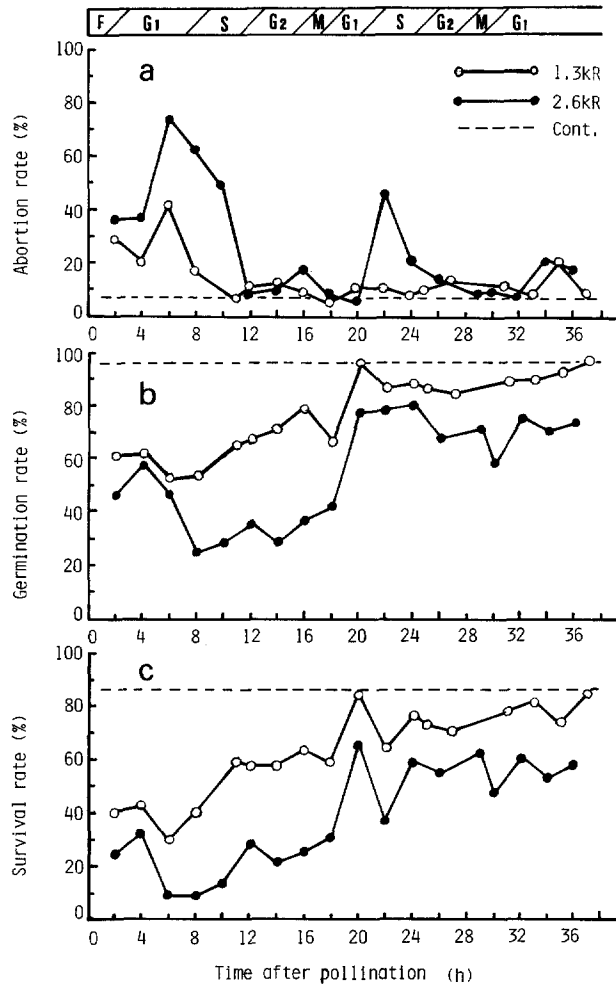 F G1 S G2 M G1 S G2 M G1
a
1.3kR
2.6kR
Cont.
Abortion rate (%)
100
80
60
40
20
0
0 4 8 12 16 20 24 28 32 36
b
Germination rate (%)
100
80
60
40
20
0
0 4 8 12 16 20 24 28 32 36
c
Survival rate (%)
100
80
60
40
20
0
0 4 8 12 16 20 24 28 32 36
Time after pollination (h)